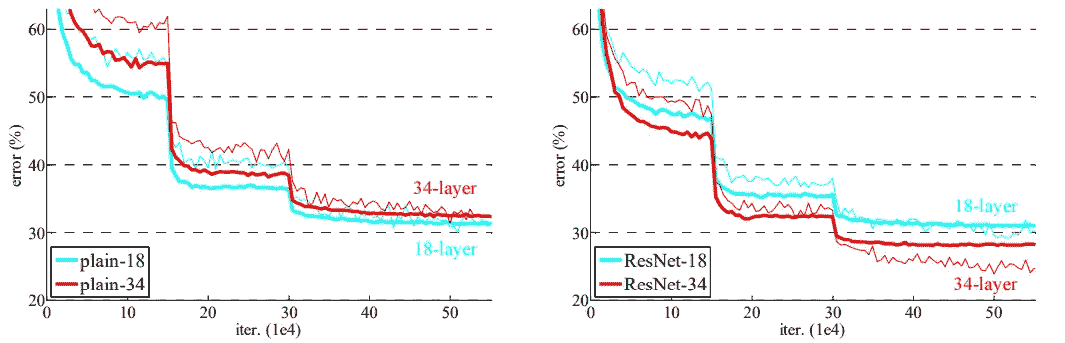 60
50
40
30
20
error (%)
34-layer
18-layer
plain-18
plain-34
0
10
20
30
40
50
iter. (1e4)
60
50
40
30
20
error (%)
18-layer
34-layer
ResNet-18
ResNet-34
0
10
20
30
40
50
iter. (1e4)